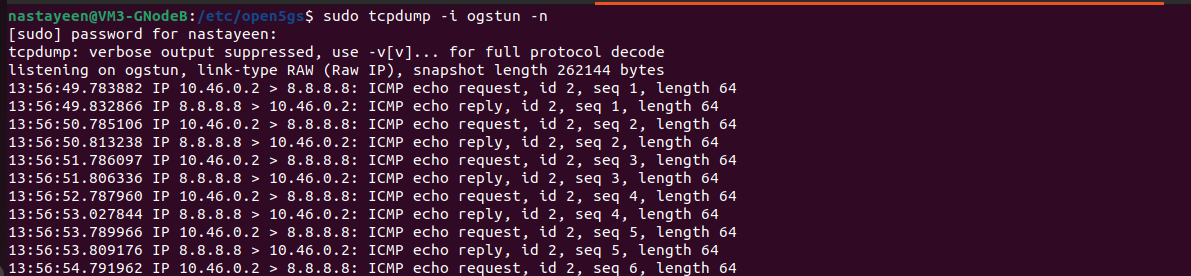 nastayeen@VM3-GNodeB:/etc/open5gs$ sudo tcpdump -i ogstun -n
[sudo] password for nastayeen:
tcpdump: verbose output suppressed, use -v[v]... for full protocol decode
listening on ogstun, link-type RAW (Raw IP), snapshot length 262144 bytes
13:56:49.783882 IP 10.46.0.2 > 8.8.8.8: ICMP echo request, id 2, seq 1, length 64
13:56:49.832866 IP 8.8.8.8 > 10.46.0.2: ICMP echo reply, id 2, seq 1, length 64
13:56:50.785106 IP 10.46.0.2 > 8.8.8.8: ICMP echo request, id 2, seq 2, length 64
13:56:50.813238 IP 8.8.8.8 > 10.46.0.2: ICMP echo reply, id 2, seq 2, length 64
13:56:51.786097 IP 10.46.0.2 > 8.8.8.8: ICMP echo request, id 2, seq 3, length 64
13:56:51.806336 IP 8.8.8.8 > 10.46.0.2: ICMP echo reply, id 2, seq 3, length 64
13:56:52.787960 IP 10.46.0.2 > 8.8.8.8: ICMP echo request, id 2, seq 4, length 64
13:56:53.027844 IP 8.8.8.8 > 10.46.0.2: ICMP echo reply, id 2, seq 4, length 64
13:56:53.789966 IP 10.46.0.2 > 8.8.8.8: ICMP echo request, id 2, seq 5, length 64
13:56:53.809176 IP 8.8.8.8 > 10.46.0.2: ICMP echo reply, id 2, seq 5, length 64
13:56:54.791962 IP 10.46.0.2 > 8.8.8.8: ICMP echo request, id 2, seq 6, length 64